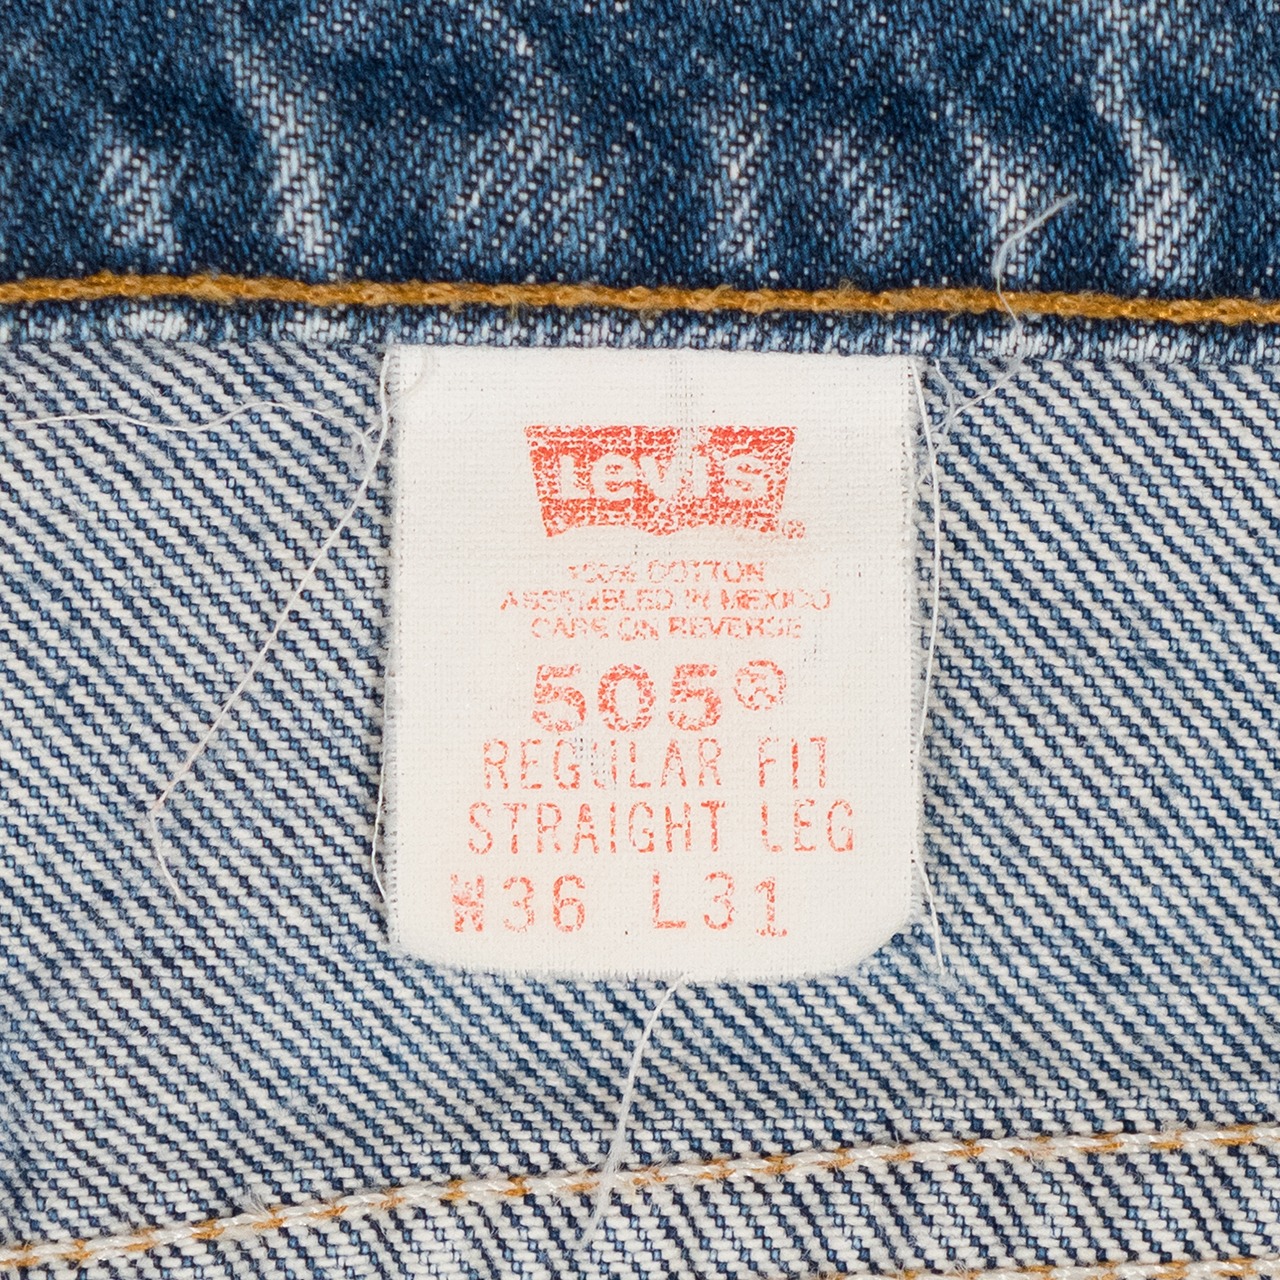 Levi's®
100% COTTON
ASSEMBLED IN MEXICO
CARE ON REVERSE
505®
REGULAR FIT
STRAIGHT LEG
W36 L31